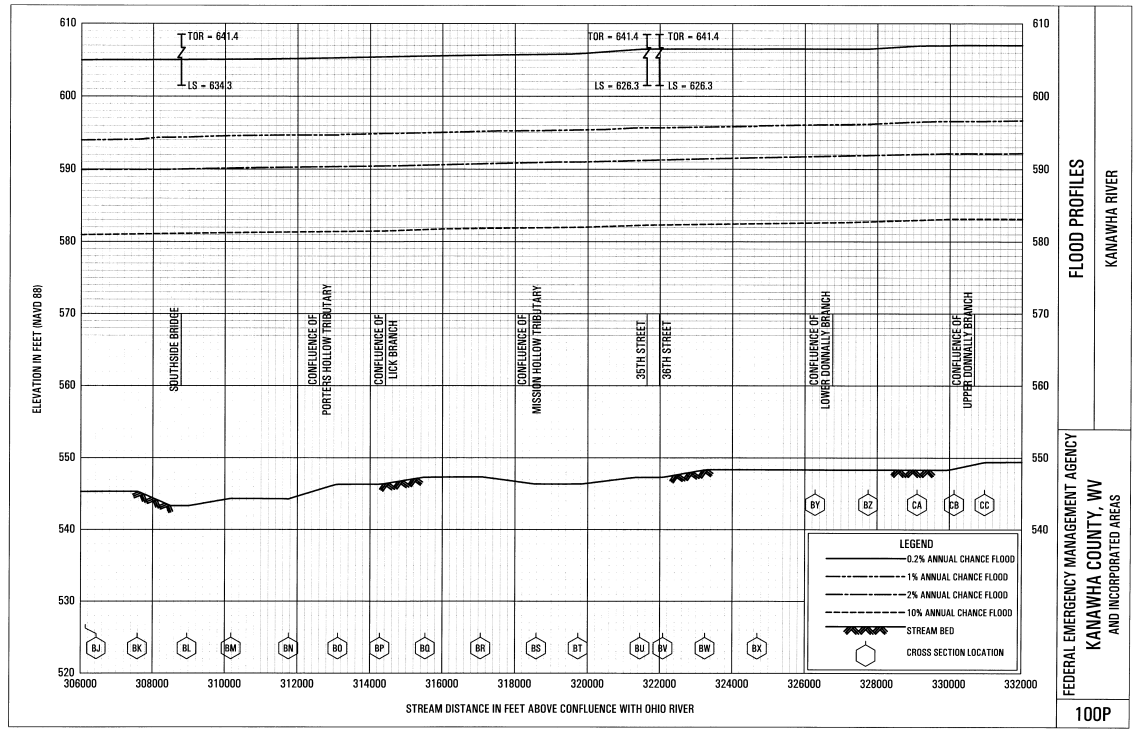 610
600
590
580
570
560
550
540
530
520
ELEVATION IN FEET (NAVD 88)
TOR = 641.4
LS = 634.3
TOR = 641.4
TOR = 641.4
LS = 626.3
LS = 626.3
610
600
590
580
570
560
550
540
SOUTHSIDE BRIDGE
CONFLUENCE OF
PORTERS HOLLOW TRIBUTARY
CONFLUENCE OF
LICK BRANCH
CONFLUENCE OF
MISSION HOLLOW TRIBUTARY
35TH STREET
36TH STREET
CONFLUENCE OF
LOWER DONNALLY BRANCH
CONFLUENCE OF
UPPER DONNALLY BRANCH
BY
BZ
CA
CB
CC
LEGEND
0.2% ANNUAL CHANCE FLOOD
1% ANNUAL CHANCE FLOOD
2% ANNUAL CHANCE FLOOD
10% ANNUAL CHANCE FLOOD
STREAM BED
CROSS SECTION LOCATION
BJ
BK
BL
BM
BN
BO
BP
BQ
BR
BS
BT
BU
BV
BW
BX
306000
308000
310000
312000
314000
316000
318000
320000
322000
324000
326000
328000
330000
332000
STREAM DISTANCE IN FEET ABOVE CONFLUENCE WITH OHIO RIVER
FLOOD PROFILES
KANAWHA RIVER
FEDERAL EMERGENCY MANAGEMENT AGENCY
KANAWHA COUNTY, WV
AND INCORPORATED AREAS
100P